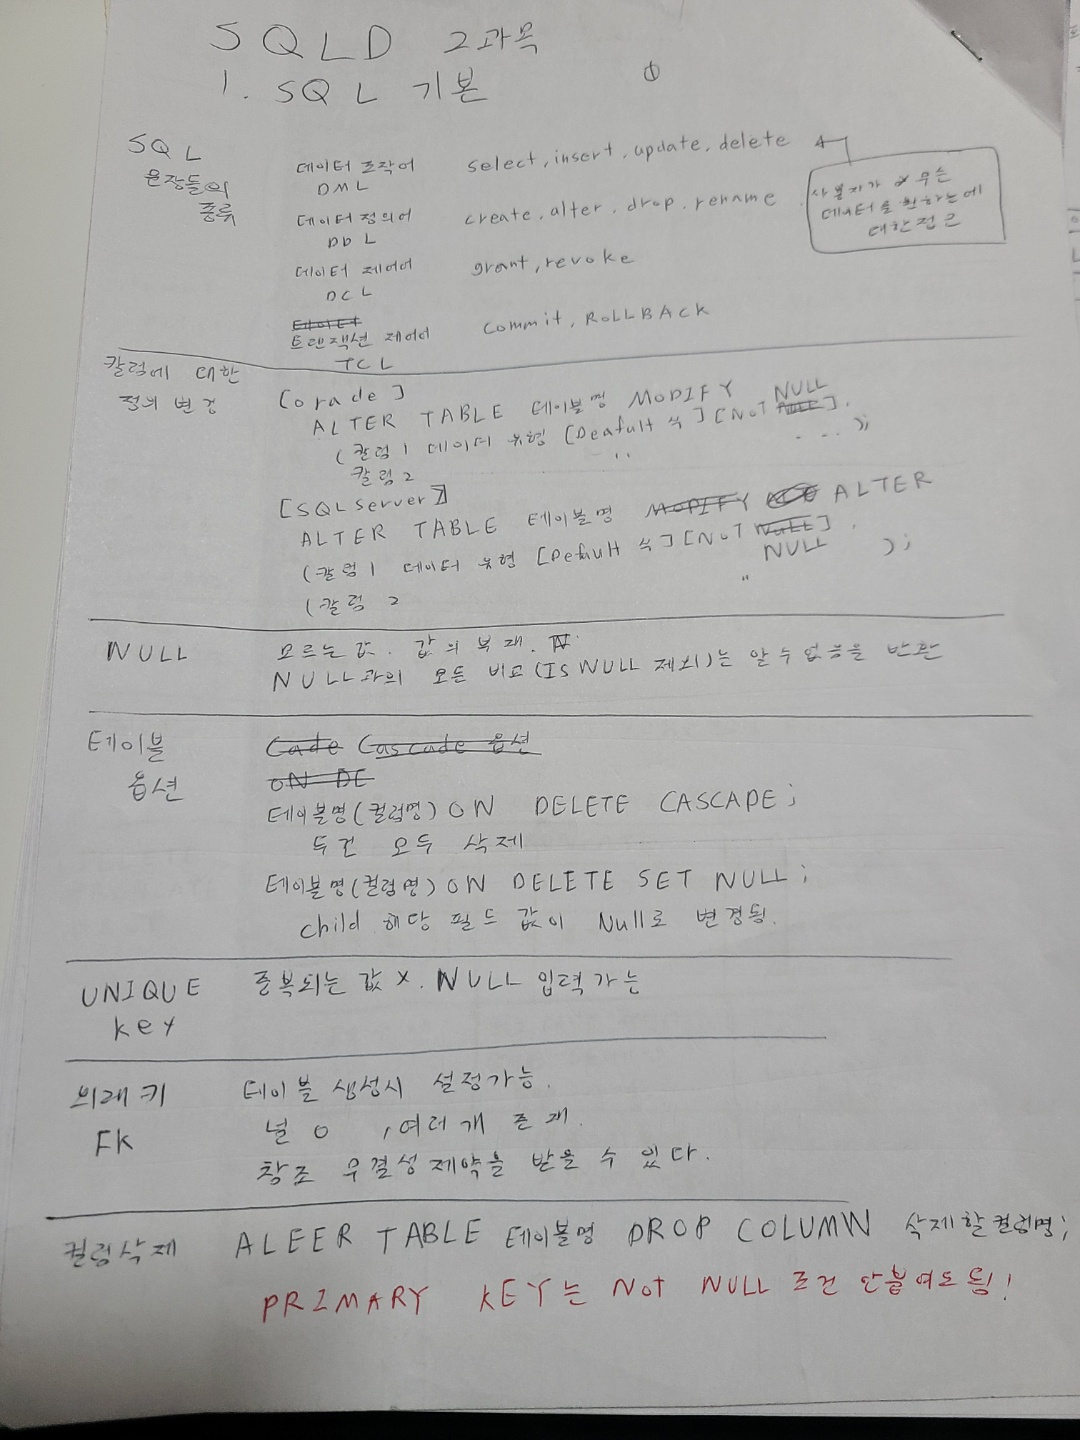 SQLD 2과목
1. SQL 기본
①
SQL
문장들의
종류
데이터 조작어
DML
select, insert, update, delete
사용자가 무슨
데이터를 원하는에
대한접근
데이터정의어
DDL
create, alter, drop, rename
데이터 제어어
DCL
grant, revoke
트랜잭션 제어어
TCL
commit, ROLLBACK
칼럼에 대한
정의 변경
[orade]
ALTER TABLE 테이블명 MODIFY
(칼럼1 데이터 유형 [Deafult 식] [NOT NULL].
칼럼2 " ...);
[SQL Server]
ALTER TABLE 테이블명 ALTER
(칼럼1 데이터 유형 [Default 식] [NOT NULL].
(칼럼 2 " );
NULL
모르는 값. 값의 부재.
NULL과의 모든 비교(IS NULL 제외)는 알 수 없음을 반환
테이블
옵션
Cade Cascade 옵션
ON DE
테이블명(컬럼명) ON DELETE CASCADE;
두건 모두 삭제
테이블명(컬럼명) ON DELETE SET NULL;
child 해당 필드 값이 Null로 변경됨.
UNIQUE
key
중복되는 값 X. NULL 입력가능
외래키
FK
테이블 생성시 설정가능.
널 O , 여러개 존재.
참조 무결성 제약을 받을 수 있다.
컬럼삭제
ALEER TABLE 테이블명 DROP COLUMN 삭제할컬럼명;
PRIMARY KEY는 Not NULL 조건 안붙여도 됨!